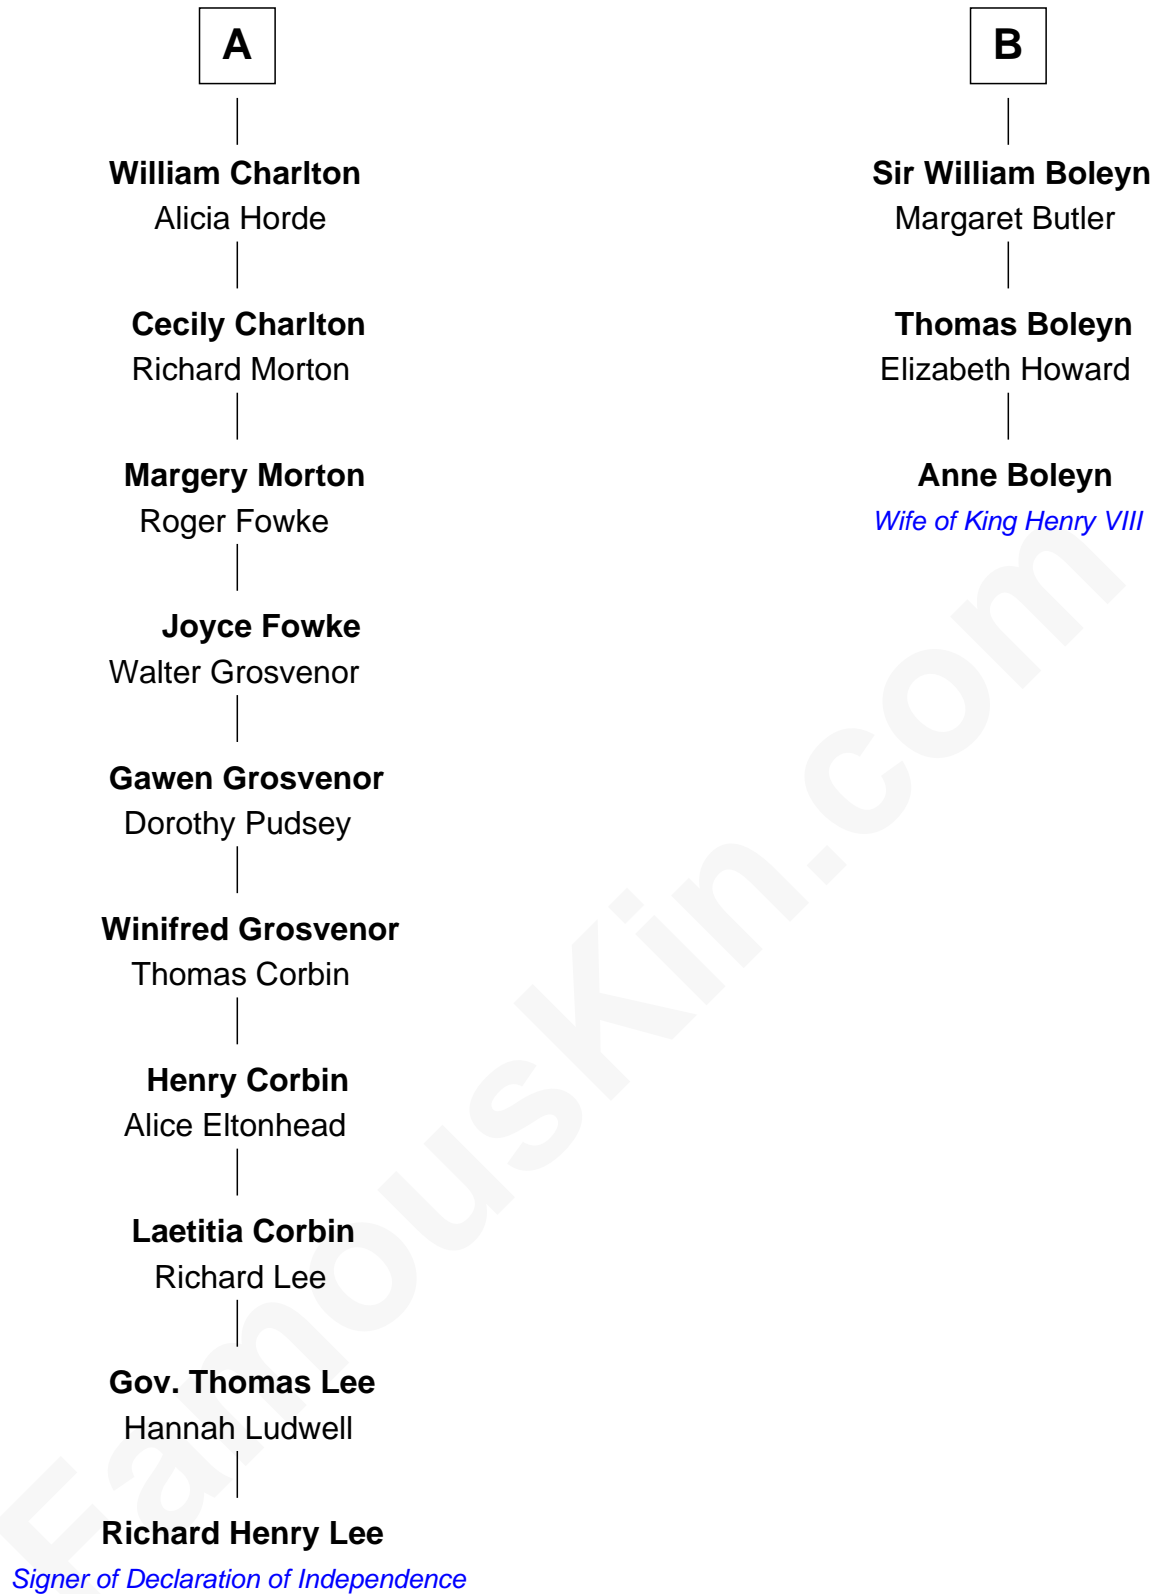 A
William Charlton
Alicia Horde
Cecily Charlton
Richard Morton
Margery Morton
Roger Fowke
Joyce Fowke
Walter Grosvenor
Gawen Grosvenor
Dorothy Pudsey
Winifred Grosvenor
Thomas Corbin
Henry Corbin
Alice Eltonhead
Laetitia Corbin
Richard Lee
Gov. Thomas Lee
Hannah Ludwell
Richard Henry Lee
Signer of Declaration of Independence
B
Sir William Boleyn
Margaret Butler
Thomas Boleyn
Elizabeth Howard
Anne Boleyn
Wife of King Henry VIII
FamousKin.com